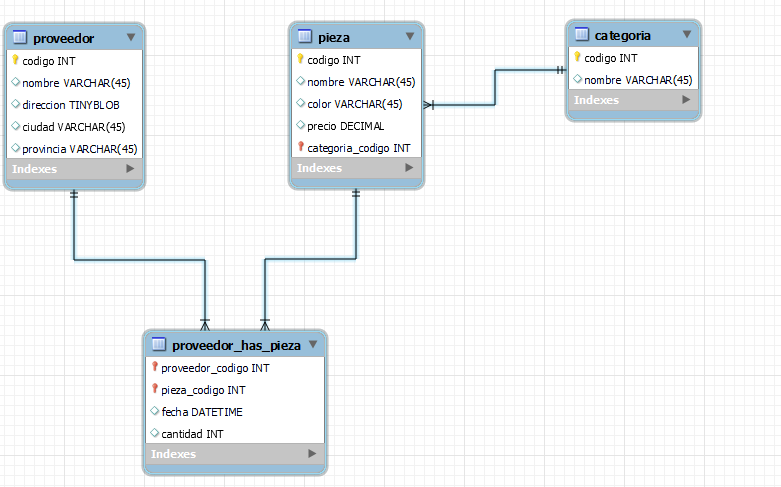 proveedor
codigo INT
nombre VARCHAR(45)
direccion TINYBLOB
ciudad VARCHAR(45)
provincia VARCHAR(45)
Indexes
pieza
codigo INT
nombre VARCHAR(45)
color VARCHAR(45)
precio DECIMAL
categoria_codigo INT
Indexes
categoria
codigo INT
nombre VARCHAR(45)
Indexes
proveedor_has_pieza
proveedor_codigo INT
pieza_codigo INT
fecha DATETIME
cantidad INT
Indexes